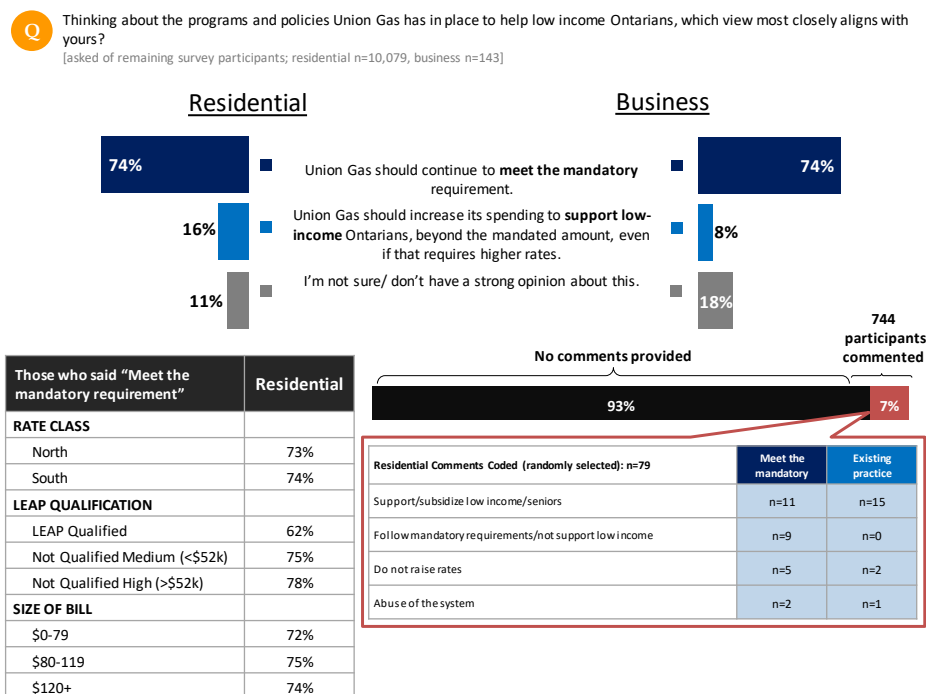 Q
Thinking about the programs and policies Union Gas has in place to help low income Ontarians, which view most closely aligns with
yours?
[asked of remaining survey participants; residential n=10,079, business n=143]
Residential
Business
74%
Union Gas should continue to meet the mandatory
requirement.
74%
16%
Union Gas should increase its spending to support low-
income Ontarians, beyond the mandated amount, even
if that requires higher rates.
8%
11%
I'm not sure/ don't have a strong opinion about this.
18%
744
participants
commented
No comments provided
93%
7%
Those who said “Meet the
mandatory requirement”
Residential
RATE CLASS
North 73%
South 74%
LEAP QUALIFICATION
LEAP Qualified 62%
Not Qualified Medium (<$52k) 75%
Not Qualified High (>$52k) 78%
SIZE OF BILL
$0-79 72%
$80-119 75%
$120+ 74%
Residential Comments Coded (randomly selected): n=79
Meet the
mandatory
Existing
practice
Support/subsidize low income/seniors n=11 n=15
Follow mandatory requirements/not support low income n=9 n=0
Do not raise rates n=5 n=2
Abuse of the system n=2 n=1